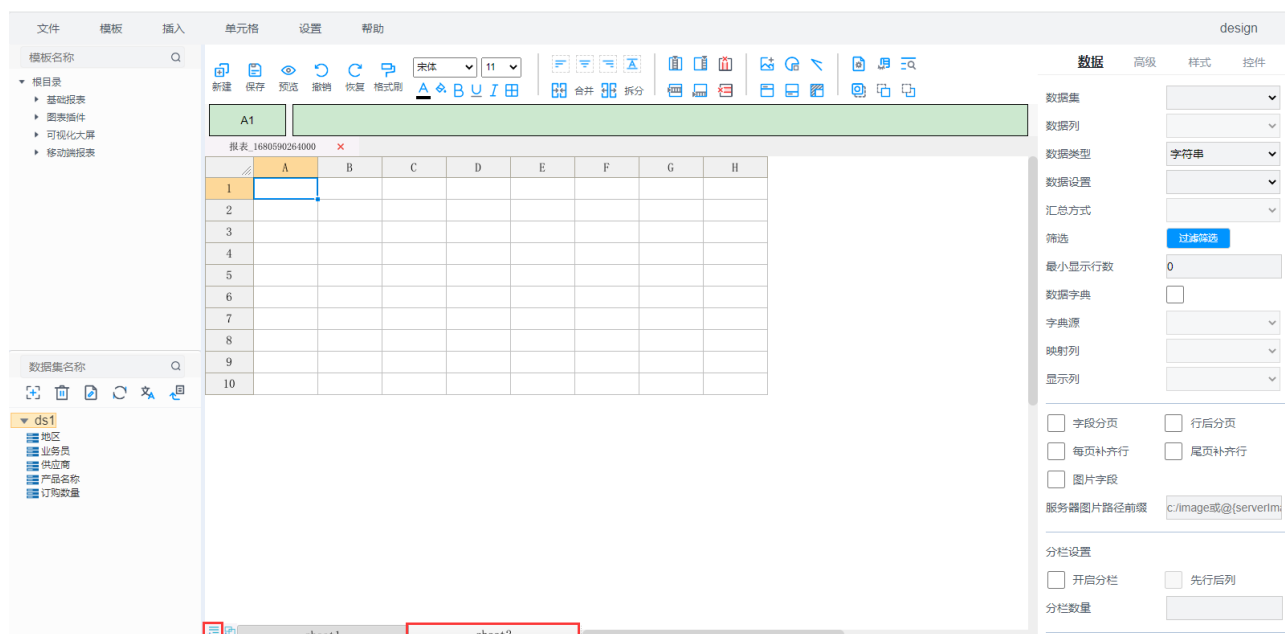 文件 模板 插入 单元格 设置 帮助 design
模板名称
根目录
基础报表
图表插件
可视化大屏
移动端报表
新建 保存 预览 撤销 恢复 格式刷
宋体 11
A B U I
合并 拆分
A1
报表_1680590264000 ×
A B C D E F G H
1
2
3
4
5
6
7
8
9
10
数据集名称
ds1
地区
业务员
供应商
产品名称
订购数量
sheet1 sheet2
数据 高级 样式 控件
数据集
数据列
数据类型 字符串
数据设置
汇总方式
筛选 过滤筛选
最小显示行数 0
数据字典
字典源
映射列
显示列
字段分页 行后分页
每页补齐行 尾页补齐行
图片字段
服务器图片路径前缀 c:/image或@{serverIma
分栏设置
开启分栏 先行后列
分栏数量